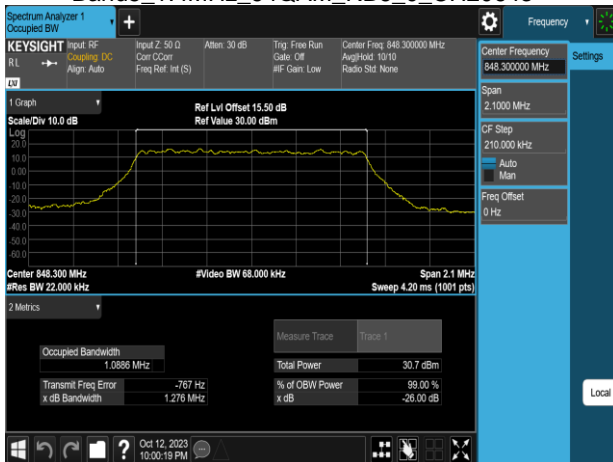 Spectrum Analyzer 1
Occupied BW
Frequency
KEYSIGHT
R L
LXI
Input: RF
Coupling: DC
Align: Auto
Input Z: 50 Ω
Corr CCorr
Freq Ref: Int (S)
Atten: 30 dB
Trig: Free Run
Gate: Off
#IF Gain: Low
Center Freq: 848.300000 MHz
Avg|Hold: 10/10
Radio Std: None
Center Frequency
848.300000 MHz
Settings
Span
2.1000 MHz
CF Step
210.000 kHz
Auto
Man
Freq Offset
0 Hz
1 Graph
Scale/Div 10.0 dB
Ref Lvl Offset 15.50 dB
Ref Value 30.00 dBm
Log
20.0
10.0
0.00
-10.0
-20.0
-30.0
-40.0
-50.0
-60.0
Center 848.300 MHz
#Res BW 22.000 kHz
#Video BW 68.000 kHz
Span 2.1 MHz
Sweep 4.20 ms (1001 pts)
2 Metrics
Measure Trace
Trace 1
Occupied Bandwidth
1.0886 MHz
Total Power
30.7 dBm
Transmit Freq Error
-767 Hz
% of OBW Power
99.00 %
x dB Bandwidth
1.276 MHz
x dB
-26.00 dB
Local
Oct 12, 2023
10:00:19 PM